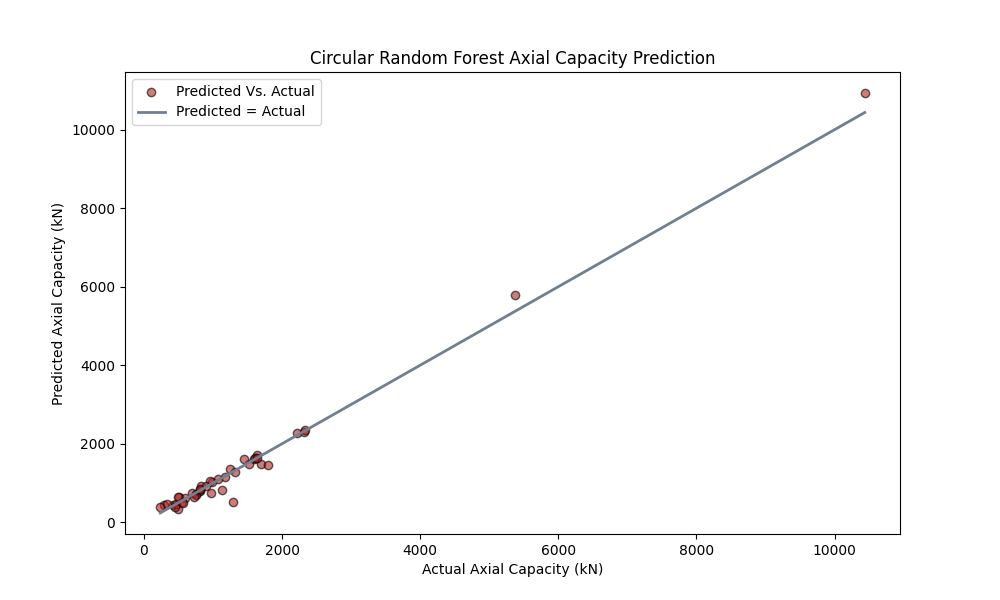 Circular Random Forest Axial Capacity Prediction
Predicted Vs. Actual
Predicted = Actual
10000
8000
6000
4000
2000
0
Predicted Axial Capacity (kN)
0 2000 4000 6000 8000 10000
Actual Axial Capacity (kN)